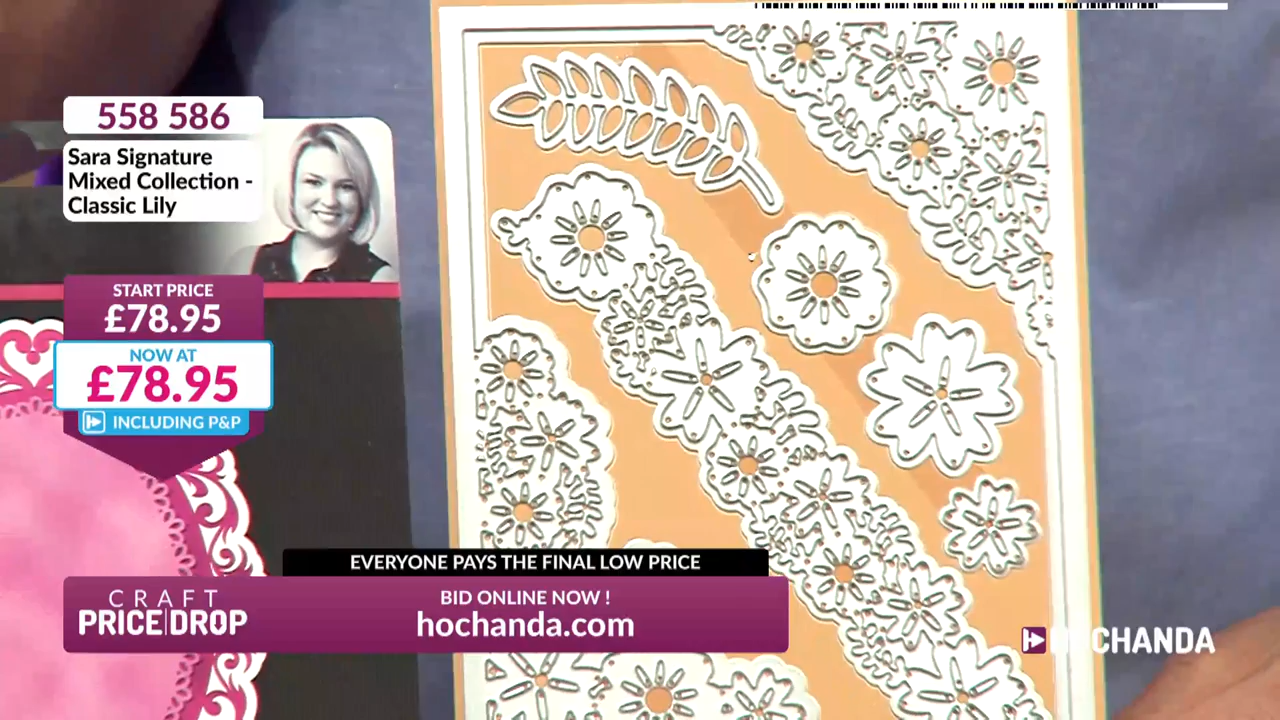 558 586
Sara Signature
Mixed Collection -
Classic Lily
START PRICE
£78.95
NOW AT
£78.95
INCLUDING P&P
EVERYONE PAYS THE FINAL LOW PRICE
CRAFT
PRICE DROP
BID ONLINE NOW !
hochanda.com
HOCHANDA